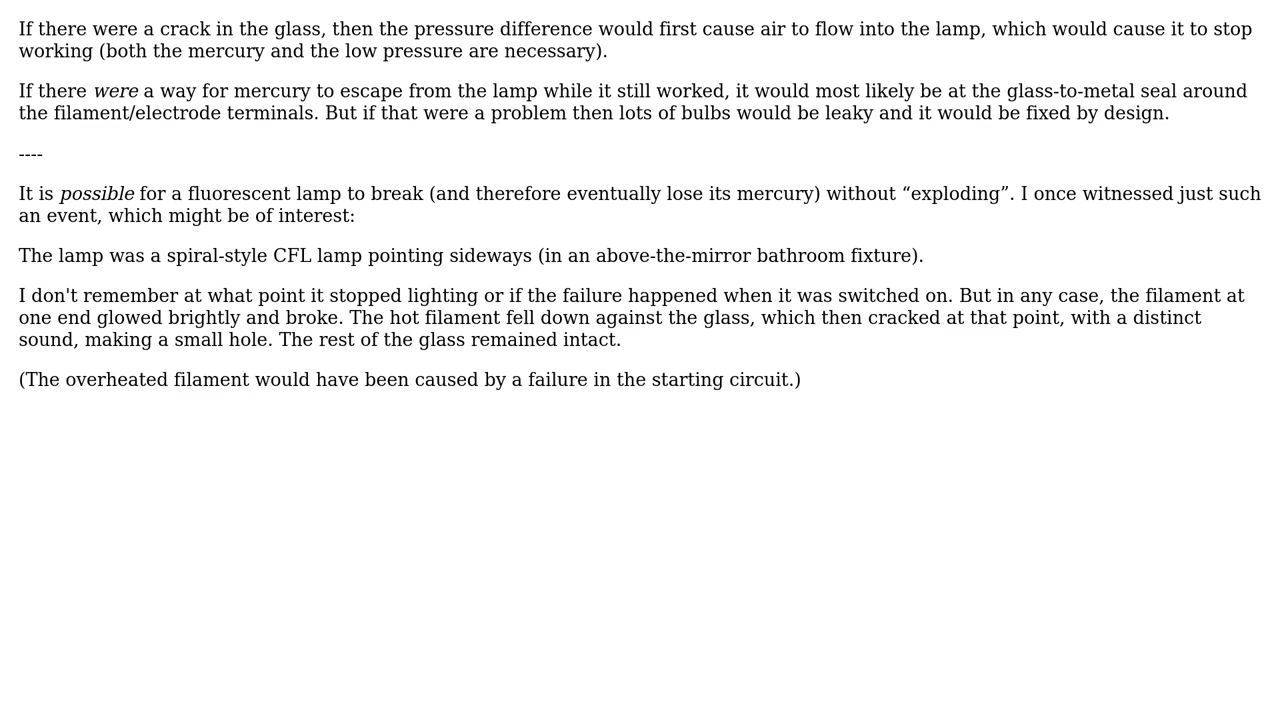 If there were a crack in the glass, then the pressure difference would first cause air to flow into the lamp, which would cause it to stop
working (both the mercury and the low pressure are necessary).
If there were a way for mercury to escape from the lamp while it still worked, it would most likely be at the glass-to-metal seal around
the filament/electrode terminals. But if that were a problem then lots of bulbs would be leaky and it would be fixed by design.
----
It is possible for a fluorescent lamp to break (and therefore eventually lose its mercury) without “exploding”. I once witnessed just such
an event, which might be of interest:
The lamp was a spiral-style CFL lamp pointing sideways (in an above-the-mirror bathroom fixture).
I don't remember at what point it stopped lighting or if the failure happened when it was switched on. But in any case, the filament at
one end glowed brightly and broke. The hot filament fell down against the glass, which then cracked at that point, with a distinct
sound, making a small hole. The rest of the glass remained intact.
(The overheated filament would have been caused by a failure in the starting circuit.)